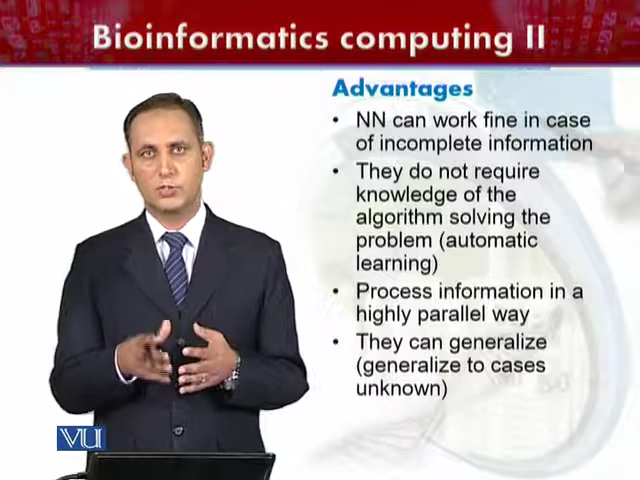 Bioinformatics computing II
Advantages
• NN can work fine in case
of incomplete information
• They do not require
knowledge of the
algorithm solving the
problem (automatic
learning)
• Process information in a
highly parallel way
• They can generalize
(generalize to cases
unknown)
VU